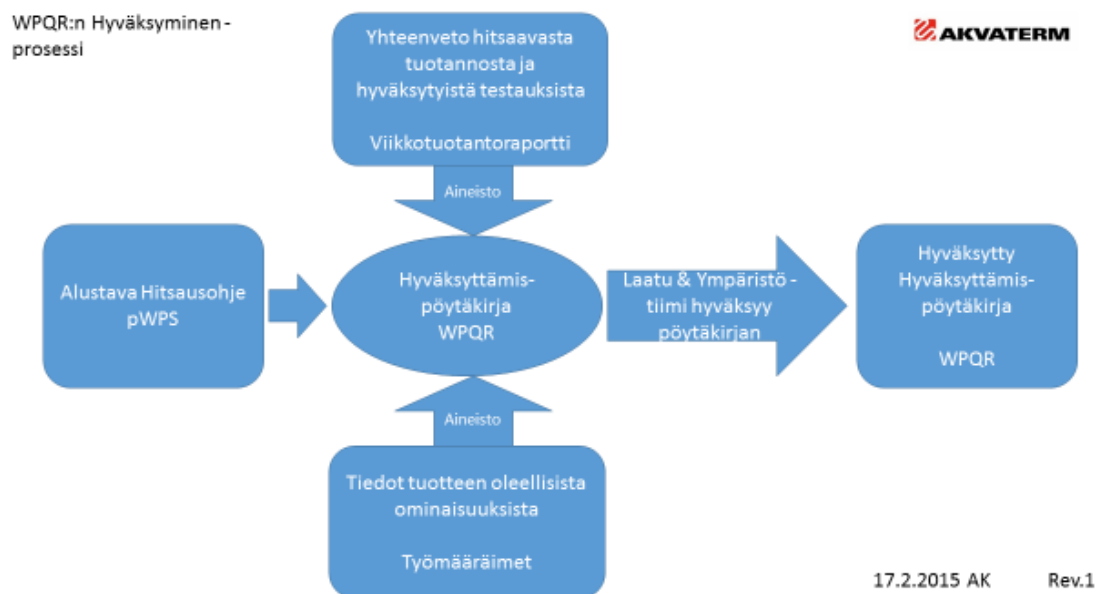 WPQR:n Hyväksyminen -
prosessi
AKVATERM
Yhteenveto hitsaavasta
tuotannosta ja
hyväksytyistä testauksista
Viikkotuotantoraportti
Aineisto
Alustava Hitsausohje
pWPS
Hyväksyttämis-
pöytäkirja
WPQR
Laatu & Ympäristö -
tiimi hyväksyy
pöytäkirjan
Hyväksytty
Hyväksyttämis-
pöytäkirja
WPQR
Aineisto
Tiedot tuotteen oleellisista
ominaisuuksista
Työmääräimet
17.2.2015 AK Rev.1